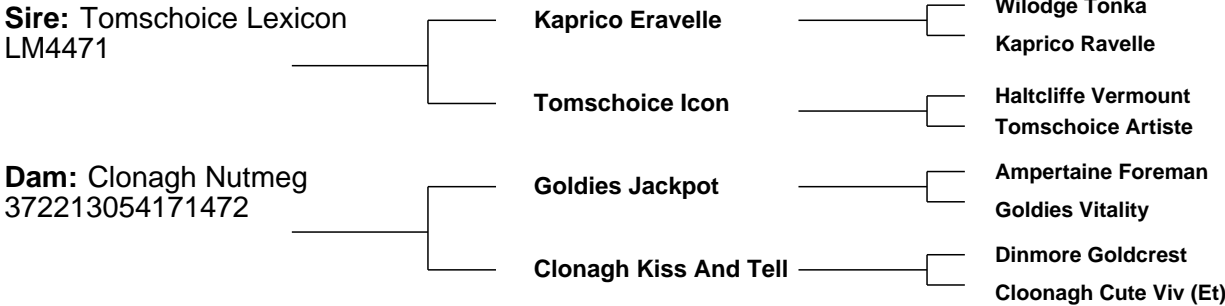 Sire: Tomschoice Lexicon
LM4471
Kaprico Eravelle
Wilodge Tonka
Kaprico Ravelle
Tomschoice Icon
Haltcliffe Vermount
Tomschoice Artiste
Dam: Clonagh Nutmeg
372213054171472
Goldies Jackpot
Ampertaine Foreman
Goldies Vitality
Clonagh Kiss And Tell
Dinmore Goldcrest
Cloonagh Cute Viv (Et)